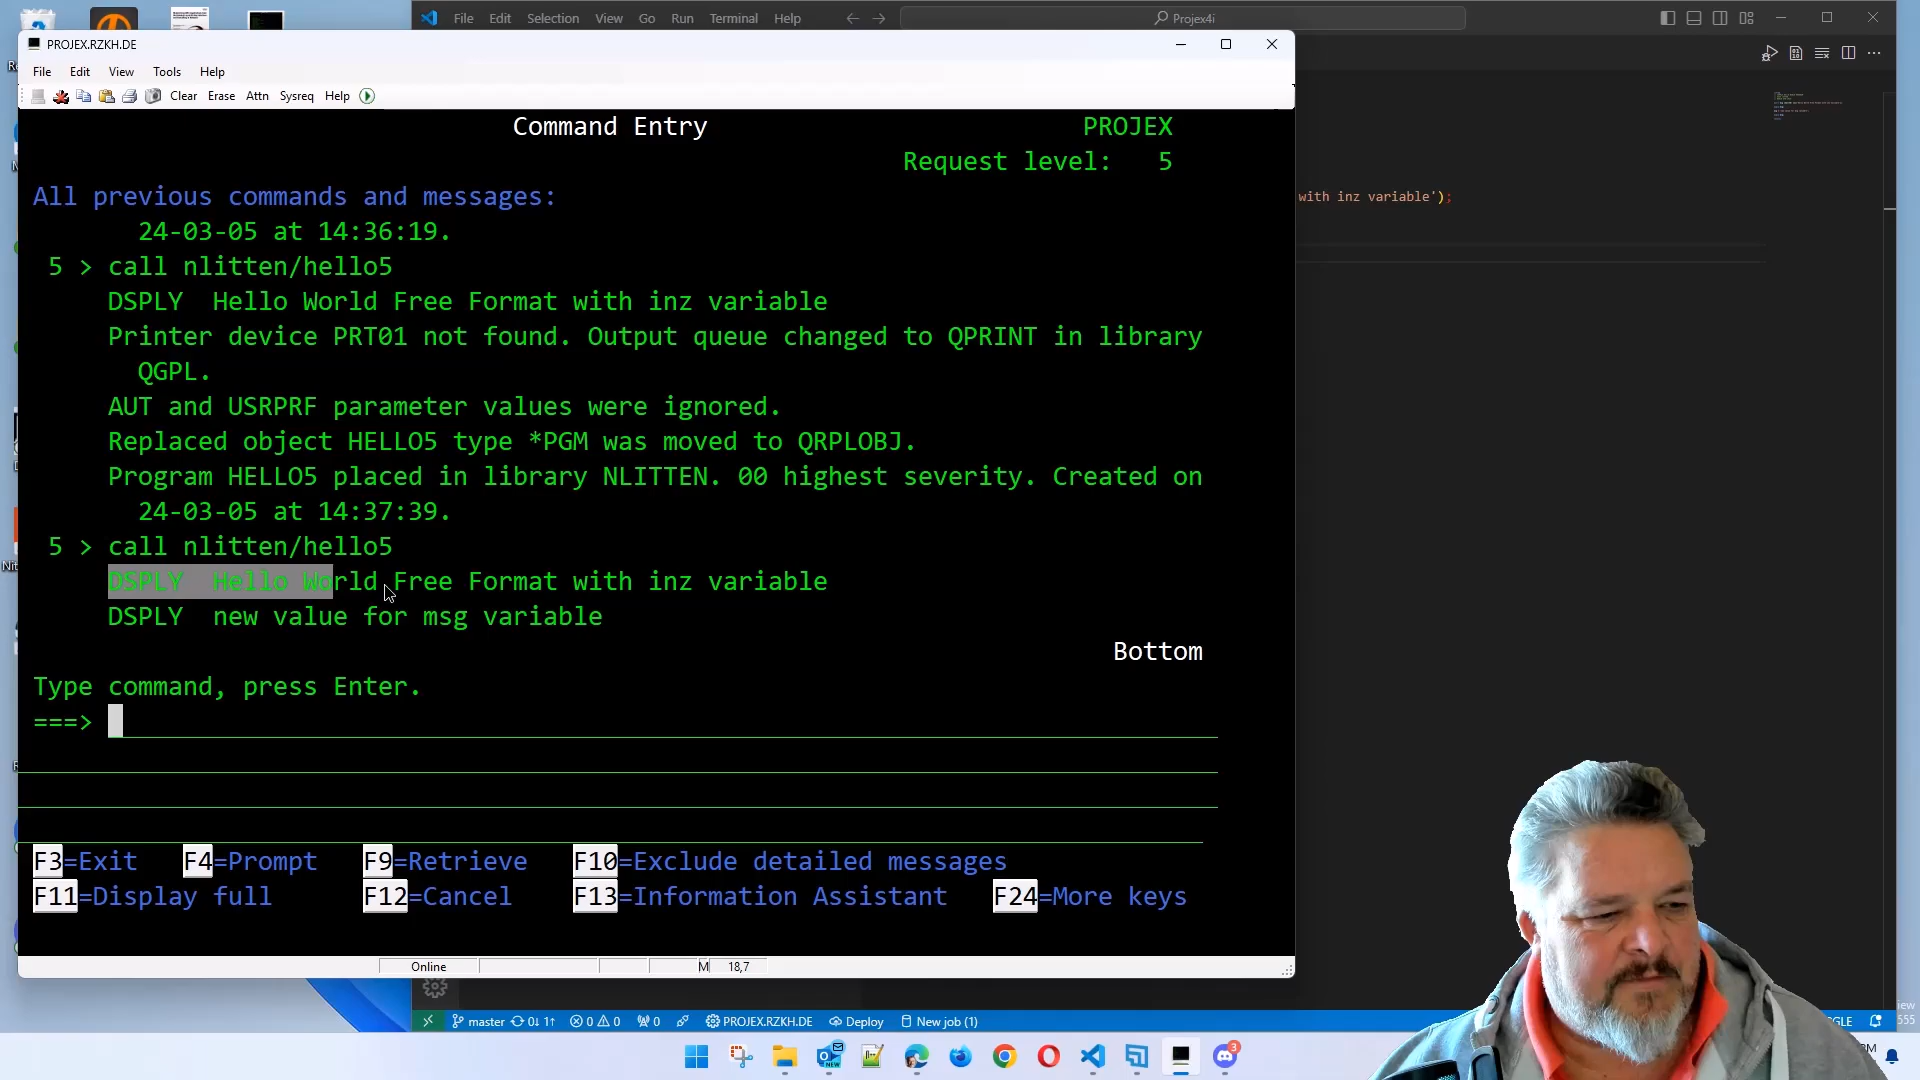 File Edit Selection View Go Run Terminal Help
Projex4i
PROJEX.RZKH.DE
File Edit View Tools Help
Clear Erase Attn Sysreq Help
Command Entry PROJEX
Request level: 5
All previous commands and messages:
24-03-05 at 14:36:19.
5 > call nlitten/hello5
DSPLY Hello World Free Format with inz variable
Printer device PRT01 not found. Output queue changed to QPRINT in library
QGPL.
AUT and USRPRF parameter values were ignored.
Replaced object HELLO5 type *PGM was moved to QRPLOBJ.
Program HELLO5 placed in library NLITTEN. 00 highest severity. Created on
24-03-05 at 14:37:39.
5 > call nlitten/hello5
DSPLY Hello World Free Format with inz variable
DSPLY new value for msg variable
Bottom
Type command, press Enter.
===>
F3=Exit F4=Prompt F9=Retrieve F10=Exclude detailed messages
F11=Display full F12=Cancel F13=Information Assistant F24=More keys
Online M 18,7
with inz variable');
master 0↓ 1↑ 0 0 0 PROJEX.RZKH.DE Deploy New job (1)
NEW
3